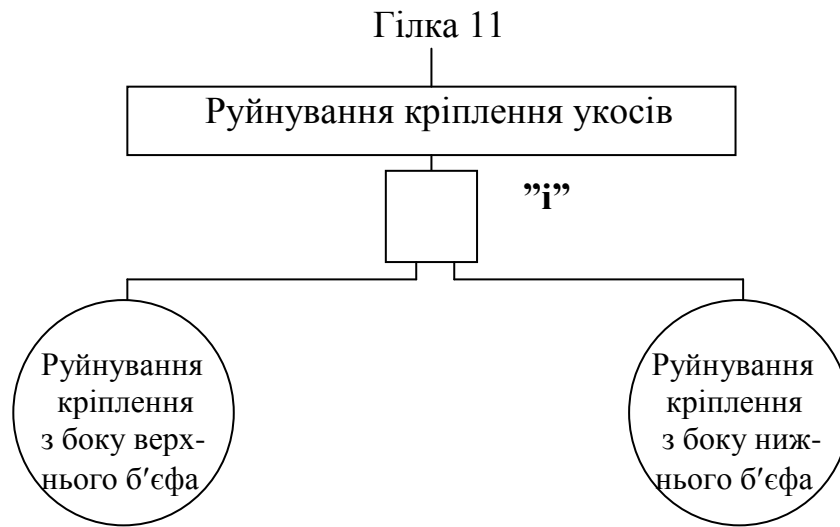 Гілка 11
Руйнування кріплення укосів
”і”
Руйнування
кріплення
з боку верх-
нього б′єфа
Руйнування
кріплення
з боку ниж-
нього б′єфа